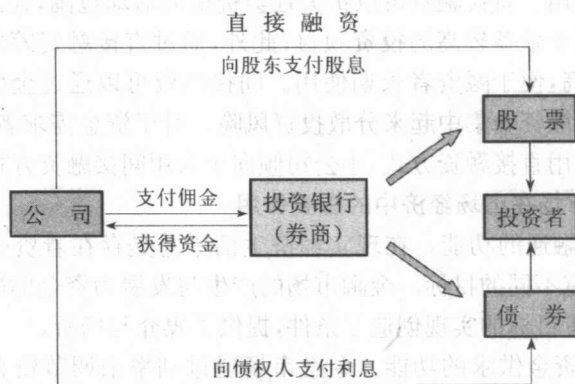 直接融资
向股东支付股息
股票
公司
支付佣金
获得资金
投资银行
（券商）
投资者
债券
向债权人支付利息